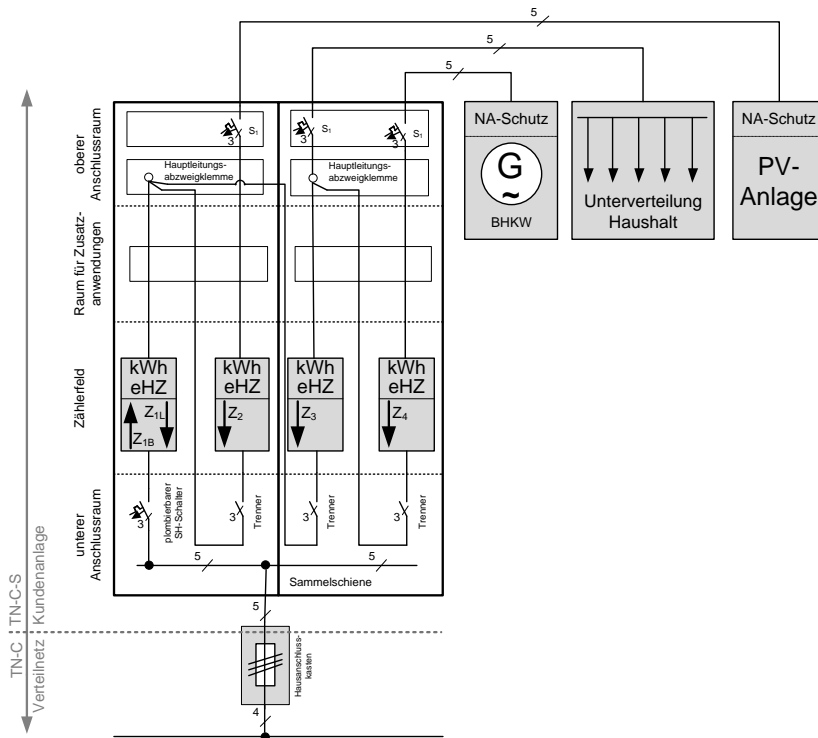 5
5
5
NA-Schutz
G
~
BHKW
Unterverteilung
Haushalt
NA-Schutz
PV-
Anlage
oberer
Anschlussraum
3
S1
3
S1
3
S1
Hauptleitungs-
abzweigklemme
Hauptleitungs-
abzweigklemme
Raum für Zusatz-
anwendungen
Zählerfeld
kWh
eHZ
Z1L
Z1B
kWh
eHZ
Z2
kWh
eHZ
Z3
kWh
eHZ
Z4
unterer
Anschlussraum
3
plombierbarer
SH-Schalter
3
Trenner
3
Trenner
3
Trenner
5
5
Sammelschiene
5
TN-C-S
Kundenanlage
TN-C
Verteilnetz
Hausanschluss-
kasten
4